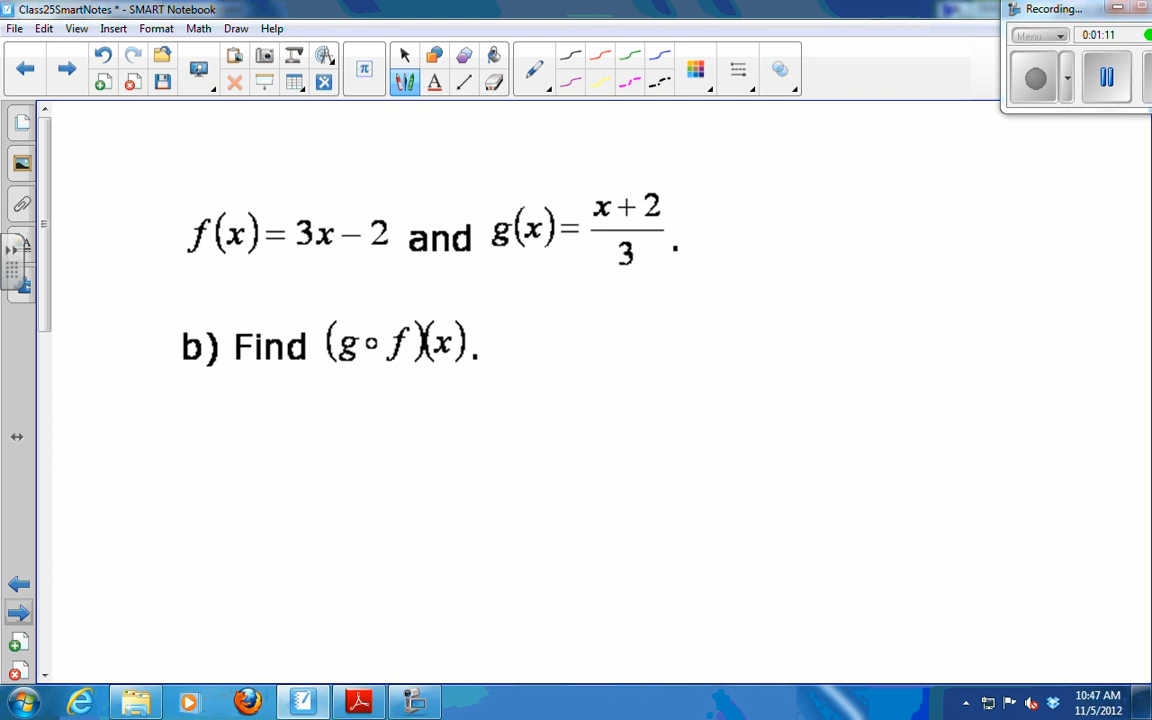 Class25SmartNotes * - SMART Notebook
Recording...
File Edit View Insert Format Math Draw Help
Menu
0:01:11
π
A
f(x) = 3x − 2 and g(x) = (x + 2)/3 .
b) Find (g ∘ f)(x).
10:47 AM
11/5/2012